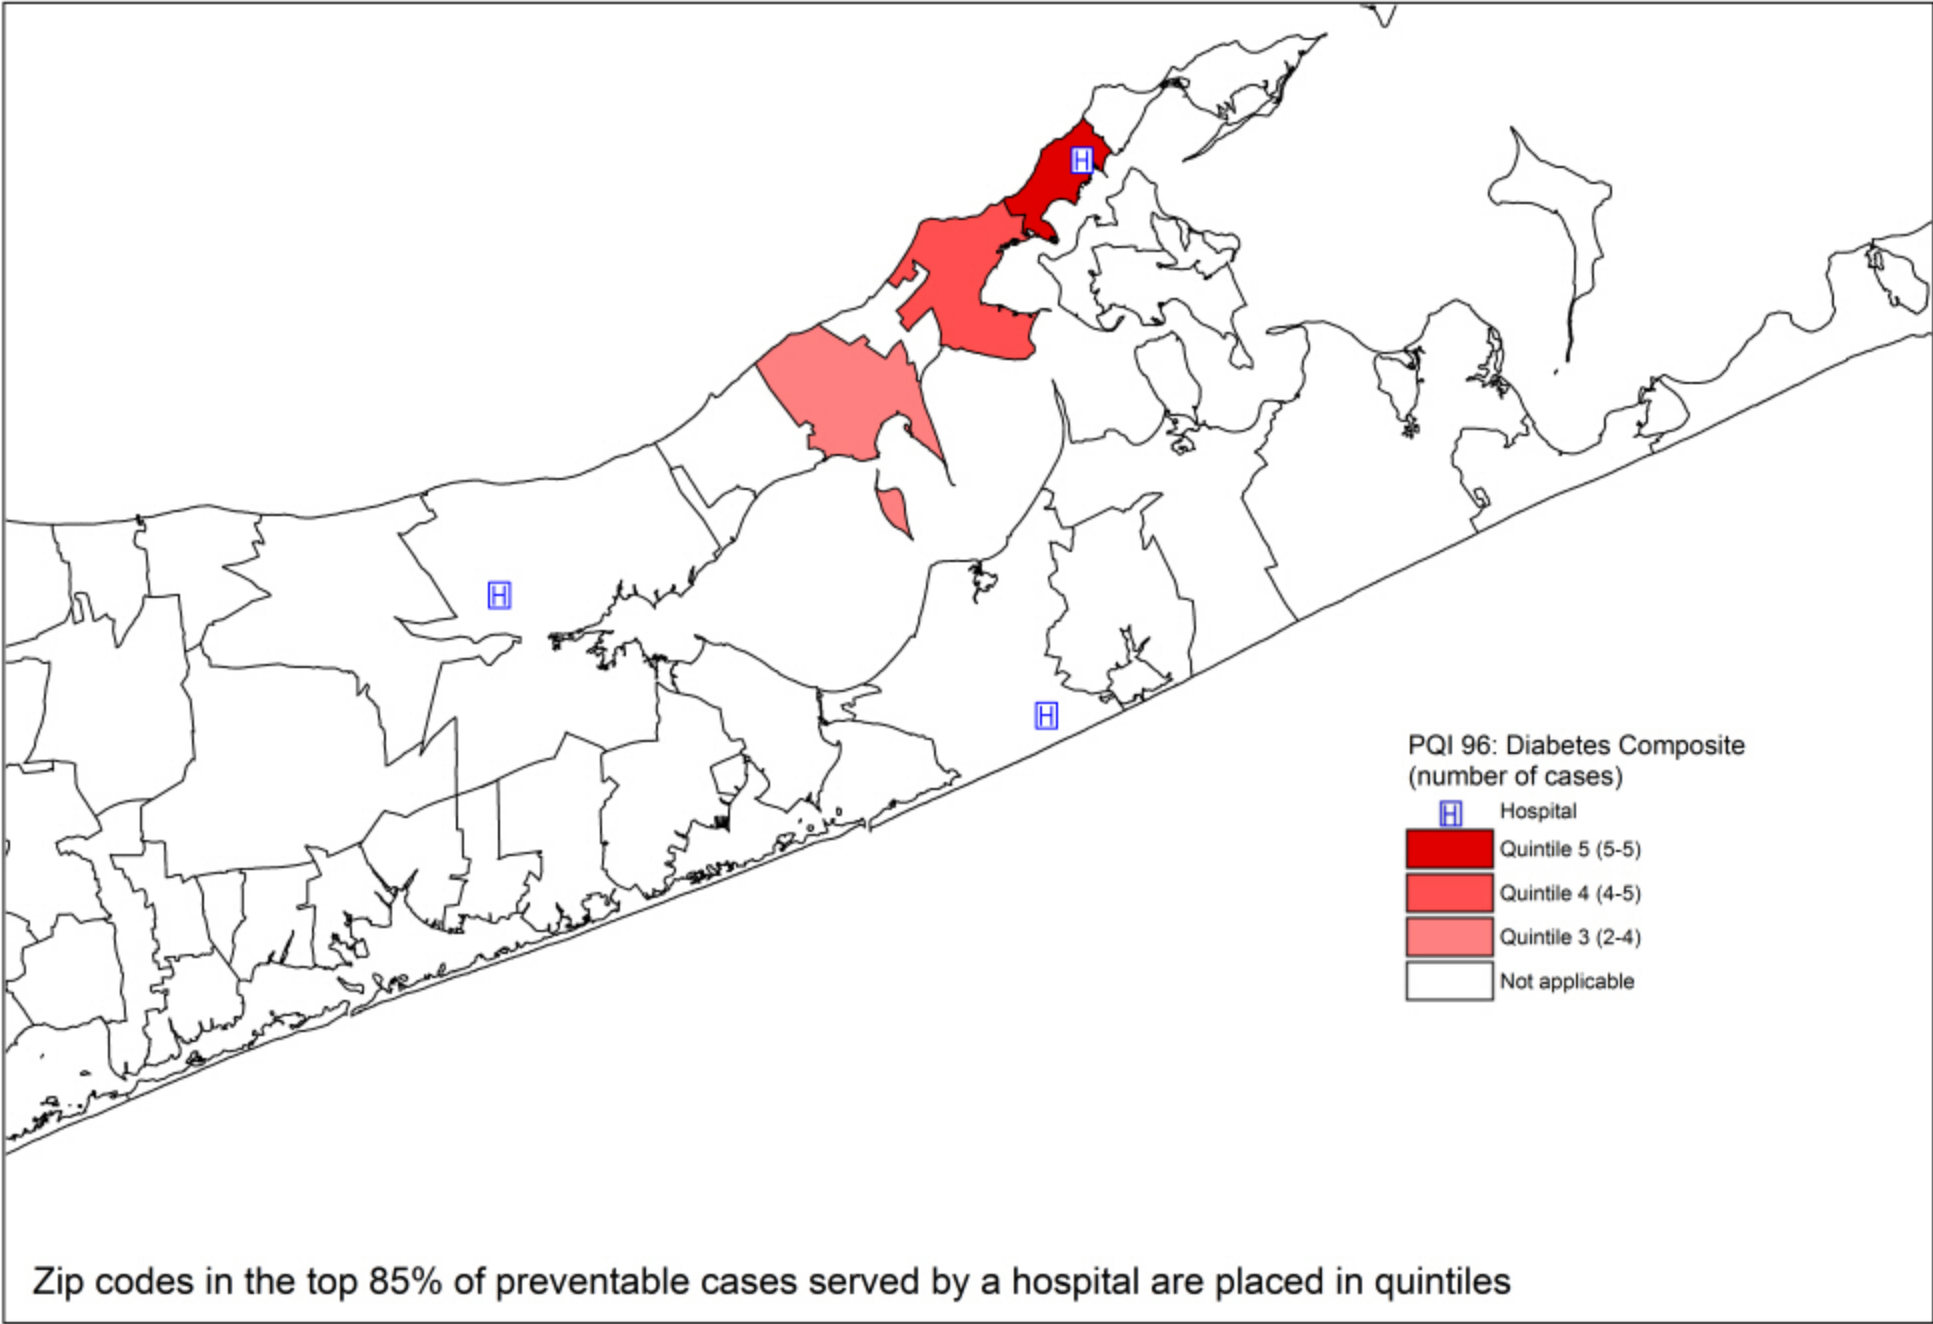 H
H
H
PQI 96: Diabetes Composite
(number of cases)
H Hospital
Quintile 5 (5-5)
Quintile 4 (4-5)
Quintile 3 (2-4)
Not applicable
Zip codes in the top 85% of preventable cases served by a hospital are placed in quintiles